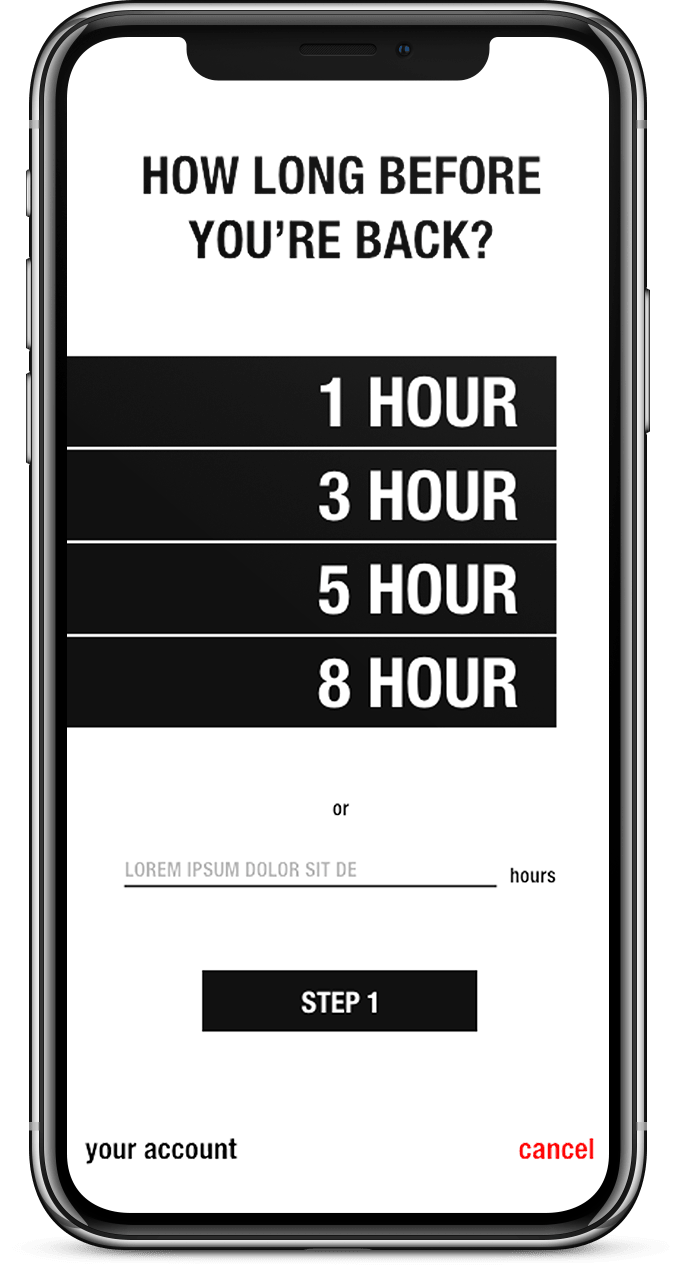 HOW LONG BEFORE
YOU’RE BACK?
1 HOUR
3 HOUR
5 HOUR
8 HOUR
or
LOREM IPSUM DOLOR SIT DE
hours
STEP 1
your account
cancel